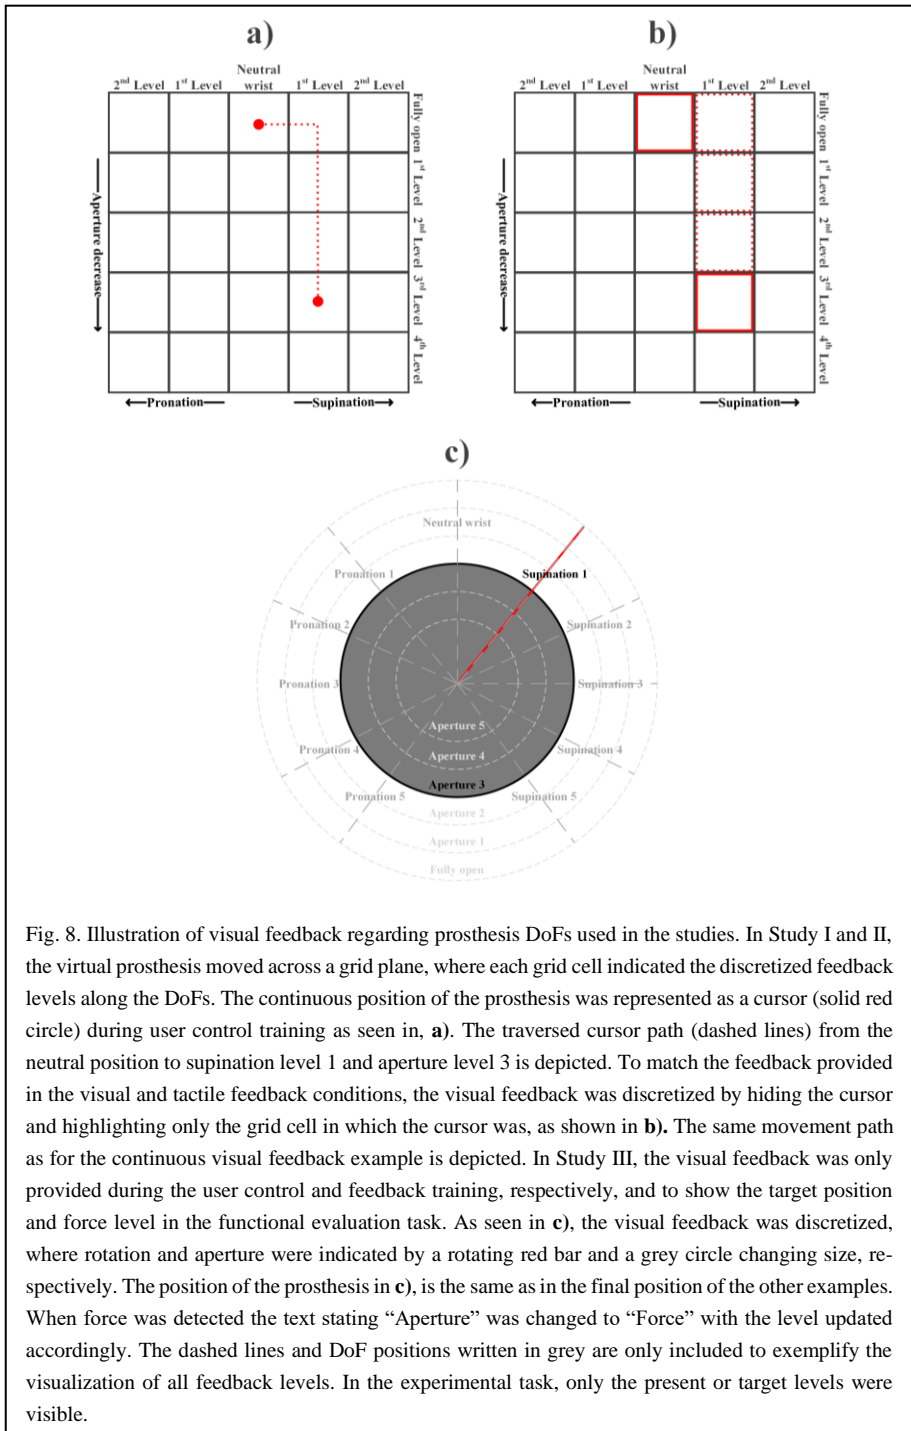 a)
b)
Neutral
2nd Level 1st Level wrist 1st Level 2nd Level
Fully open
1st Level
2nd Level
3rd Level
4th Level
Aperture decrease
←Pronation
Supination→
Neutral
2nd Level 1st Level wrist 1st Level 2nd Level
Fully open
1st Level
2nd Level
3rd Level
4th Level
Aperture decrease
←Pronation
Supination→
c)
Neutral wrist
Pronation 1
Supination 1
Pronation 2
Supination 2
Pronation 3
Supination 3
Aperture 5
Pronation 4
Aperture 4
Supination 4
Aperture 3
Pronation 5
Supination 5
Aperture 2
Aperture 1
Fully open
Fig. 8. Illustration of visual feedback regarding prosthesis DoFs used in the studies. In Study I and II,
the virtual prosthesis moved across a grid plane, where each grid cell indicated the discretized feedback
levels along the DoFs. The continuous position of the prosthesis was represented as a cursor (solid red
circle) during user control training as seen in, a). The traversed cursor path (dashed lines) from the
neutral position to supination level 1 and aperture level 3 is depicted. To match the feedback provided
in the visual and tactile feedback conditions, the visual feedback was discretized by hiding the cursor
and highlighting only the grid cell in which the cursor was, as shown in b). The same movement path
as for the continuous visual feedback example is depicted. In Study III, the visual feedback was only
provided during the user control and feedback training, respectively, and to show the target position
and force level in the functional evaluation task. As seen in c), the visual feedback was discretized,
where rotation and aperture were indicated by a rotating red bar and a grey circle changing size, re-
spectively. The position of the prosthesis in c), is the same as in the final position of the other examples.
When force was detected the text stating “Aperture” was changed to “Force” with the level updated
accordingly. The dashed lines and DoF positions written in grey are only included to exemplify the
visualization of all feedback levels. In the experimental task, only the present or target levels were
visible.